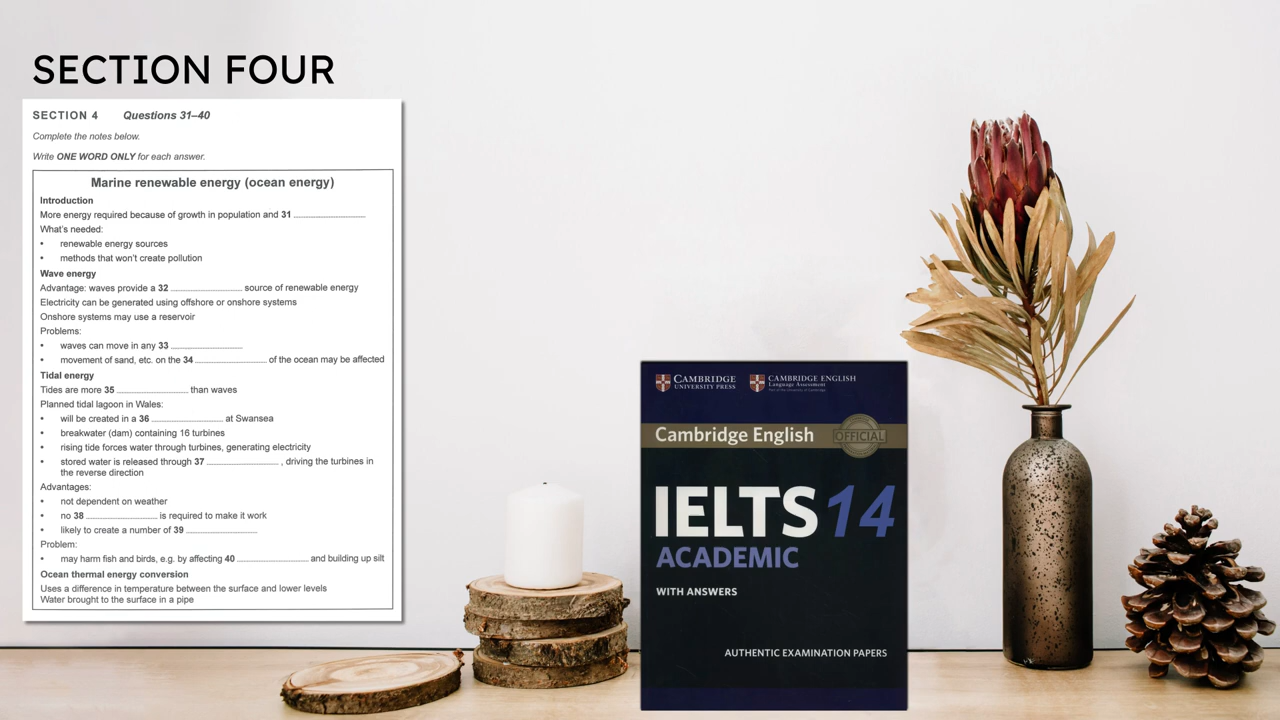 SECTION FOUR
SECTION 4 Questions 31–40
Complete the notes below.
Write ONE WORD ONLY for each answer.
Marine renewable energy (ocean energy)
Introduction
More energy required because of growth in population and 31 ....................
What's needed:
• renewable energy sources
• methods that won't create pollution
Wave energy
Advantage: waves provide a 32 .................... source of renewable energy
Electricity can be generated using offshore or onshore systems
Onshore systems may use a reservoir
Problems:
• waves can move in any 33 ....................
• movement of sand, etc. on the 34 .................... of the ocean may be affected
Tidal energy
Tides are more 35 .................... than waves
Planned tidal lagoon in Wales:
• will be created in a 36 .................... at Swansea
• breakwater (dam) containing 16 turbines
• rising tide forces water through turbines, generating electricity
• stored water is released through 37 .................... , driving the turbines in
the reverse direction
Advantages:
• not dependent on weather
• no 38 .................... is required to make it work
• likely to create a number of 39 ....................
Problem:
• may harm fish and birds, e.g. by affecting 40 .................... and building up silt
Ocean thermal energy conversion
Uses a difference in temperature between the surface and lower levels
Water brought to the surface in a pipe
CAMBRIDGE
UNIVERSITY PRESS
CAMBRIDGE ENGLISH
Language Assessment
Cambridge English
OFFICIAL
IELTS 14
ACADEMIC
WITH ANSWERS
AUTHENTIC EXAMINATION PAPERS